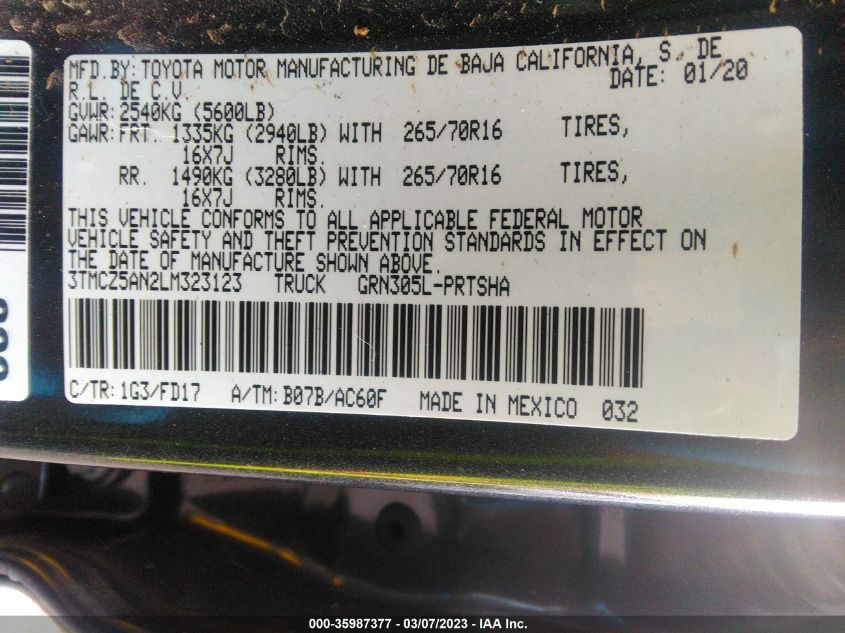 MFD.BY: TOYOTA MOTOR MANUFACTURING DE BAJA CALIFORNIA, S. DE
R.L. DE C.V. DATE: 01/20
GVWR: 2540KG (5600LB)
GAWR: FRT. 1335KG (2940LB) WITH 265/70R16 TIRES,
16X7J RIMS.
RR. 1490KG (3280LB) WITH 265/70R16 TIRES,
16X7J RIMS.
THIS VEHICLE CONFORMS TO ALL APPLICABLE FEDERAL MOTOR
VEHICLE SAFETY AND THEFT PREVENTION STANDARDS IN EFFECT ON
THE DATE OF MANUFACTURE SHOWN ABOVE.
3TMCZ5AN2LM323123 TRUCK GRN305L-PRTSHA
C/TR: 1G3/FD17 A/TM: B07B/AC60F MADE IN MEXICO 032
000-35987377 - 03/07/2023 - IAA Inc.